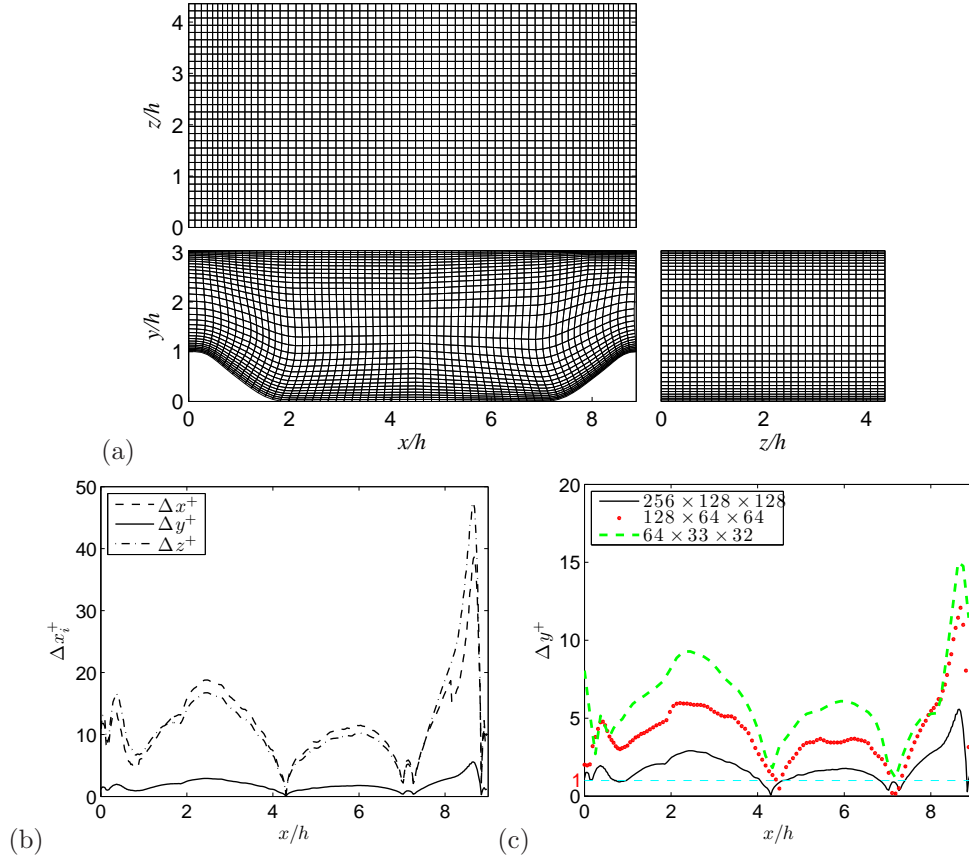 4
3
2
1
0
z/h
3
2
1
0
y/h
0 2 4 6 8
x/h
0 2 4
z/h
(a)
50
40
30
20
10
0
Δx_i^+
Δx^+
Δy^+
Δz^+
0 2 4 6 8
x/h
(b)
20
15
10
5
1
0
Δy^+
256 × 128 × 128
128 × 64 × 64
64 × 33 × 32
0 2 4 6 8
x/h
(c)